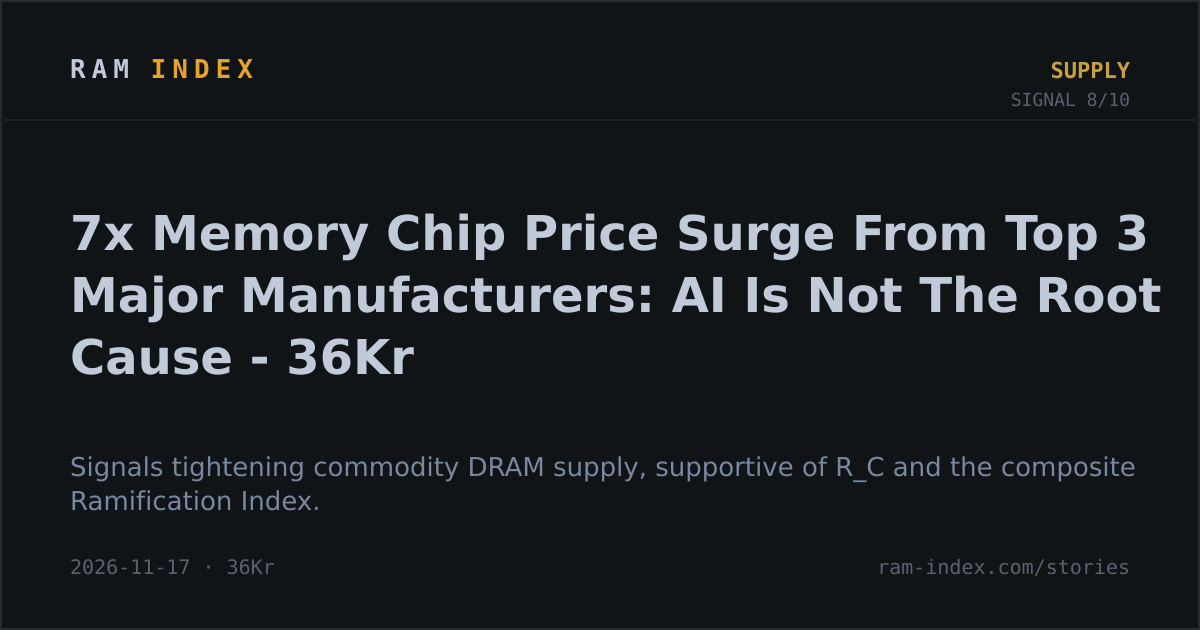 RAM INDEX
SUPPLY
SIGNAL 8/10
7x Memory Chip Price Surge From Top 3
Major Manufacturers: AI Is Not The Root
Cause - 36Kr
Signals tightening commodity DRAM supply, supportive of R_C and the composite
Ramification Index.
2026-11-17 · 36Kr
ram-index.com/stories